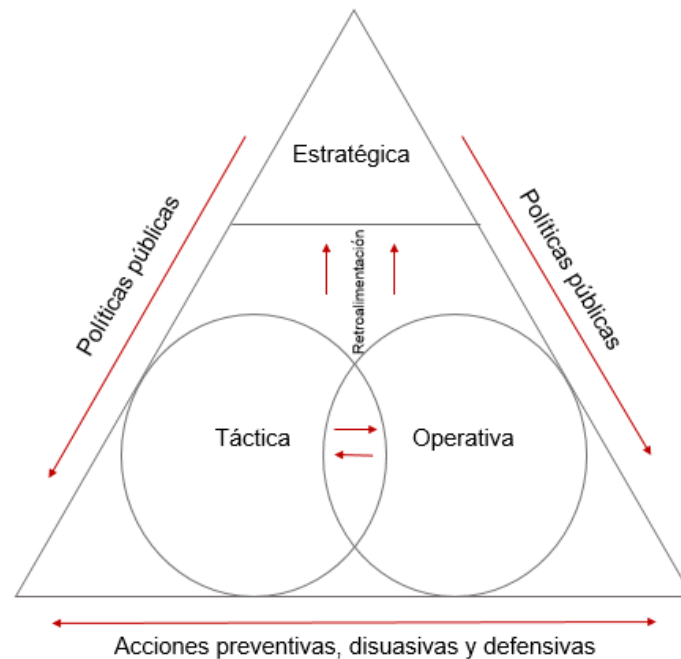 Estratégica
Políticas públicas
Políticas públicas
Retroalimentación
Táctica
Operativa
Acciones preventivas, disuasivas y defensivas